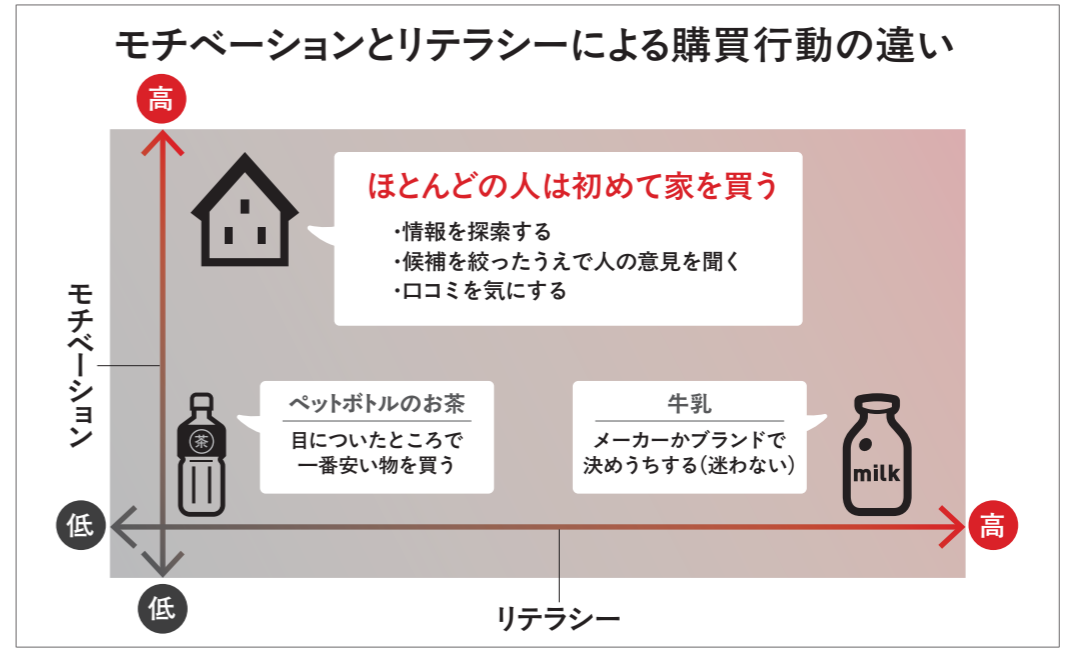 モチベーションとリテラシーによる購買行動の違い
高
ほとんどの人は初めて家を買う
・情報を探索する
・候補を絞ったうえで人の意見を聞く
・口コミを気にする
モチベーション
ペットボトルのお茶
目についたところで
一番安い物を買う
茶
牛乳
メーカーかブランドで
決めうちする(迷わない)
milk
低
高
低
リテラシー